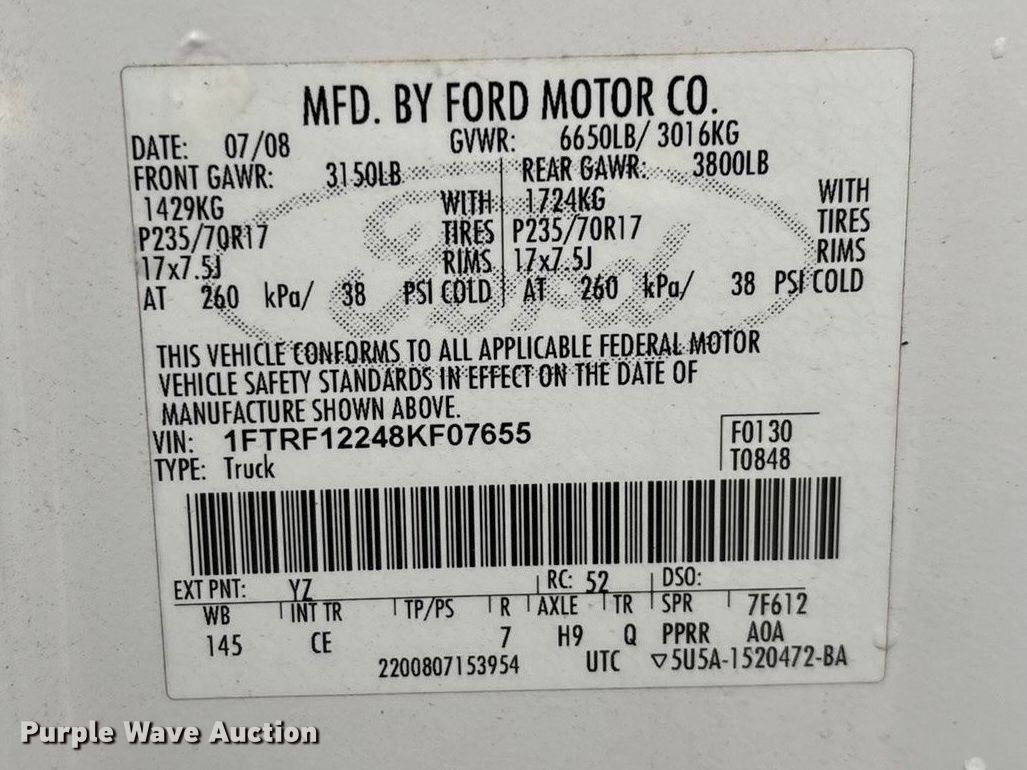 MFD. BY FORD MOTOR CO.
DATE: 07/08 GVWR: 6650LB/ 3016KG
FRONT GAWR: 3150LB REAR GAWR: 3800LB
1429KG WITH 1724KG WITH
P235/70R17 TIRES P235/70R17 TIRES
17x7.5J RIMS 17x7.5J RIMS
AT 260 kPa/ 38 PSI COLD AT 260 kPa/ 38 PSI COLD
Ford
THIS VEHICLE CONFORMS TO ALL APPLICABLE FEDERAL MOTOR
VEHICLE SAFETY STANDARDS IN EFFECT ON THE DATE OF
MANUFACTURE SHOWN ABOVE.
VIN: 1FTRF12248KF07655 F0130
TYPE: Truck T0848
EXT PNT: YZ RC: 52 DSO:
WB INT TR TP/PS R AXLE TR SPR 7F612
145 CE 7 H9 Q PPRR AOA
2200807153954 UTC ▽5U5A-1520472-BA
Purple Wave Auction